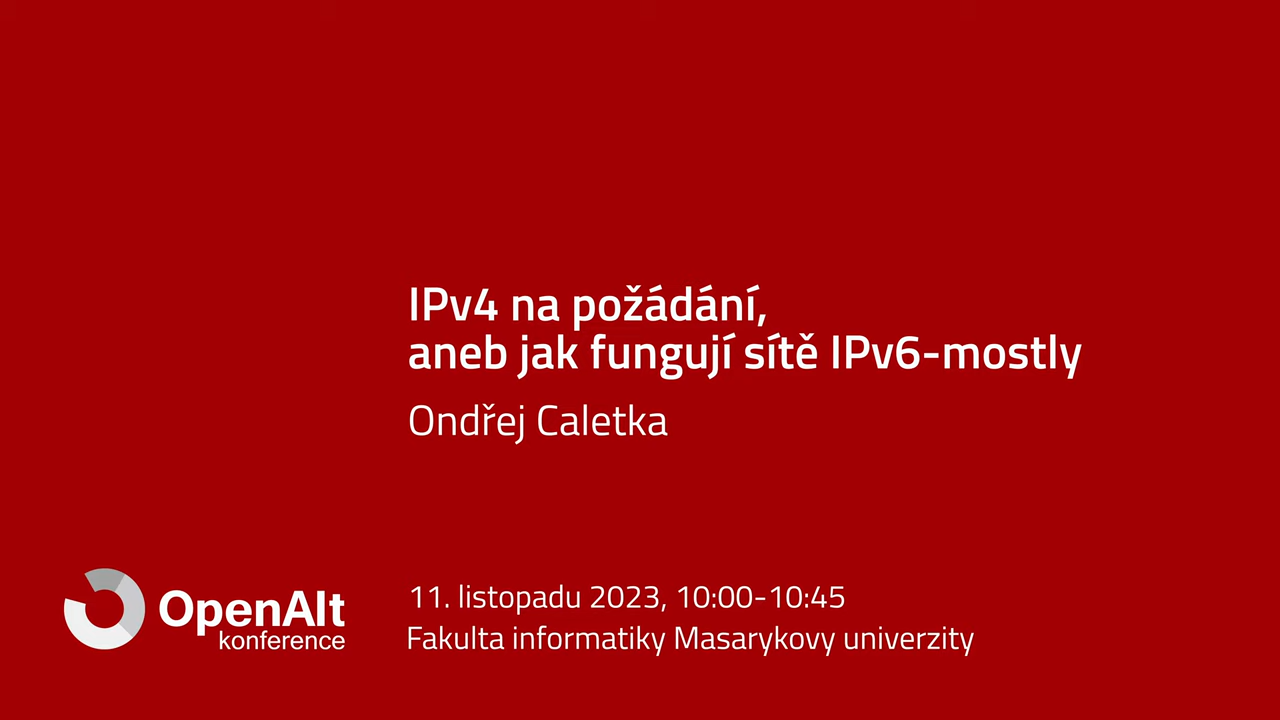 IPv4 na požádání,
aneb jak fungují sítě IPv6-mostly
Ondřej Caletka
OpenAlt
konference
11. listopadu 2023, 10:00-10:45
Fakulta informatiky Masarykovy univerzity